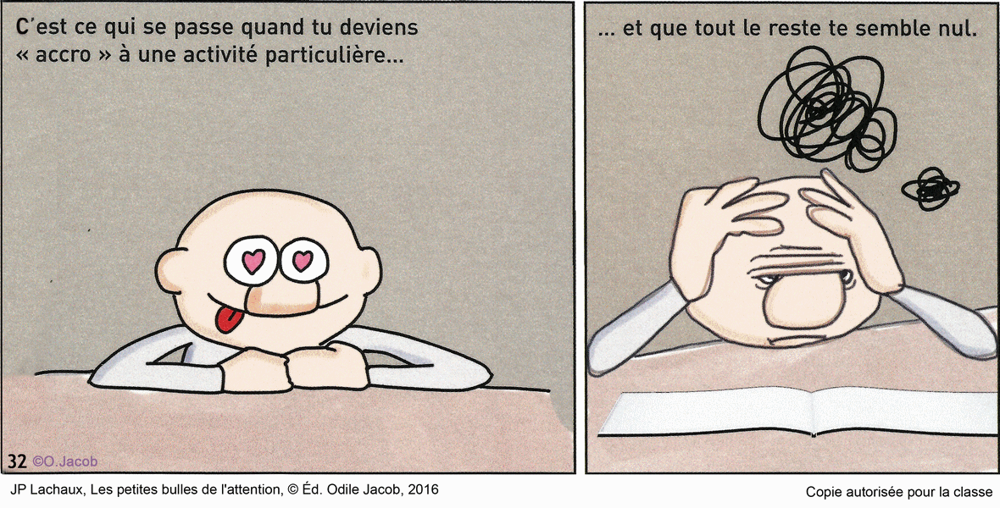 C'est ce qui se passe quand tu deviens
« accro » à une activité particulière...
... et que tout le reste te semble nul.
32 ©O.Jacob
JP Lachaux, Les petites bulles de l'attention, © Éd. Odile Jacob, 2016
Copie autorisée pour la classe